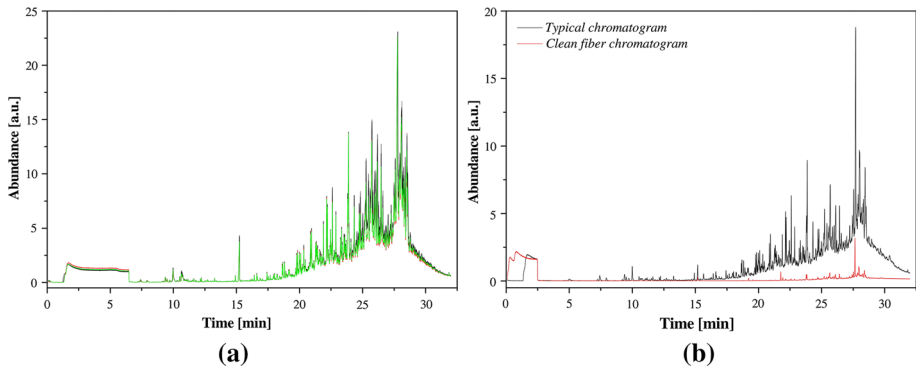 25
20
15
10
5
0
0 5 10 15 20 25 30
Abundance [a.u.]
Time [min]
(a)
20
15
10
5
0
0 5 10 15 20 25 30
Abundance [a.u.]
Time [min]
Typical chromatogram
Clean fiber chromatogram
(b)